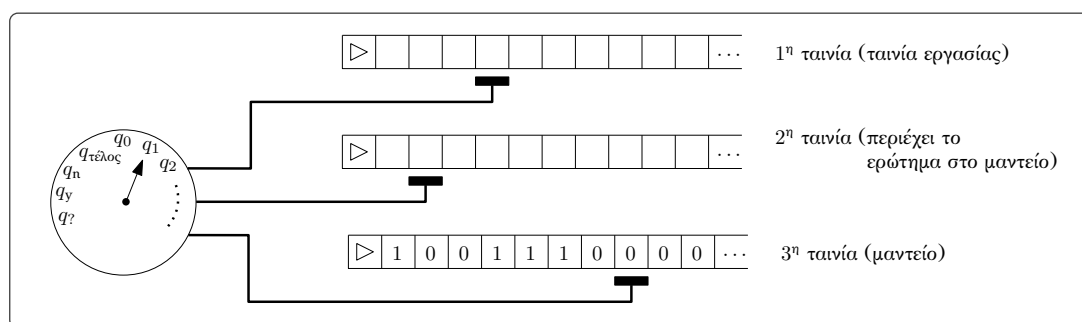 ▷ ... 1η ταινία (ταινία εργασίας)
▷ ... 2η ταινία (περιέχει το
ερώτημα στο μαντείο)
q0
q1
q2
qτέλος
qn
qy
q?
▷ 1 0 0 1 1 1 0 0 0 0 ... 3η ταινία (μαντείο)